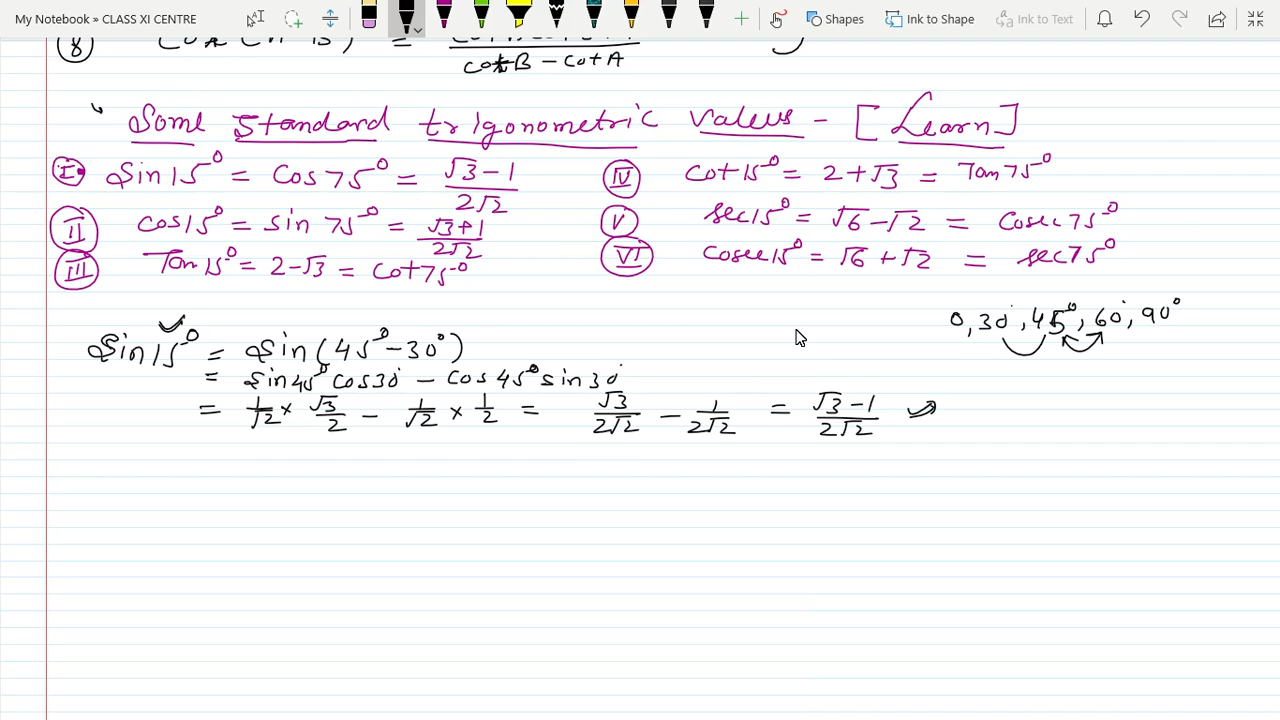 My Notebook » CLASS XI CENTRE
Shapes
Ink to Shape
Ink to Text
8 =
cotB - cotA
Some standard trigonometric values - [Learn]
I sin15° = cos75° = √3-1/2√2
II cos15° = sin 75° = √3+1/2√2
III Tan15° = 2-√3 = cot75°
IV cot15° = 2+√3 = Tan75°
V sec15° = √6-√2 = cosec75°
VI cosec15° = √6+√2 = sec75°
0, 30°, 45°, 60°, 90°
Sin15° = Sin(45°-30°)
= sin45° cos30° - cos45° sin30°
= 1/√2 × √3/2 - 1/√2 × 1/2 = √3/2√2 - 1/2√2 = √3-1/2√2